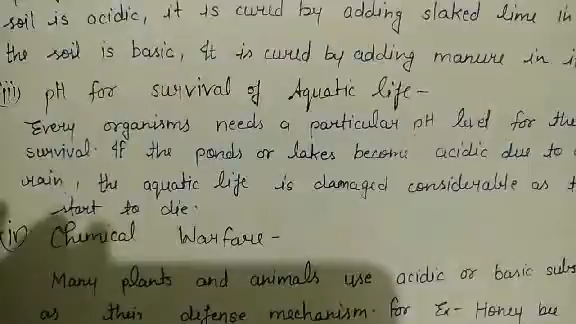 soil is acidic, it is cured by adding slaked lime in
the soil is basic, It is cured by adding manure in
(iii) pH for survival of Aquatic life -
Every organisms needs a particular pH level for the
survival. If the ponds or lakes become acidic due to
rain, the aquatic life is damaged considerable as
start to die.
(iv) Chemical Warfare -
Many plants and animals use acidic or basic subs
as their defense mechanism. for Ex - Honey bee